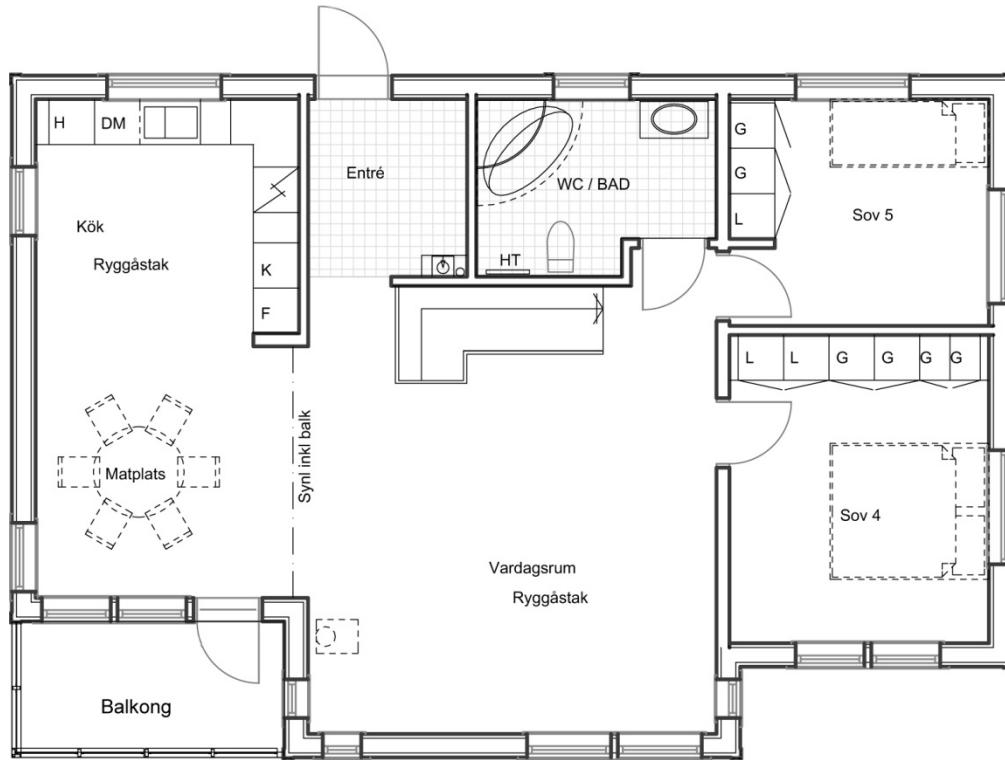 H
DM
Entré
WC / BAD
G
G
L
Sov 5
Kök
Ryggåstak
K
F
HT
L
L
G
G
G
G
Matplats
Synl inkl balk
Sov 4
Vardagsrum
Ryggåstak
Balkong